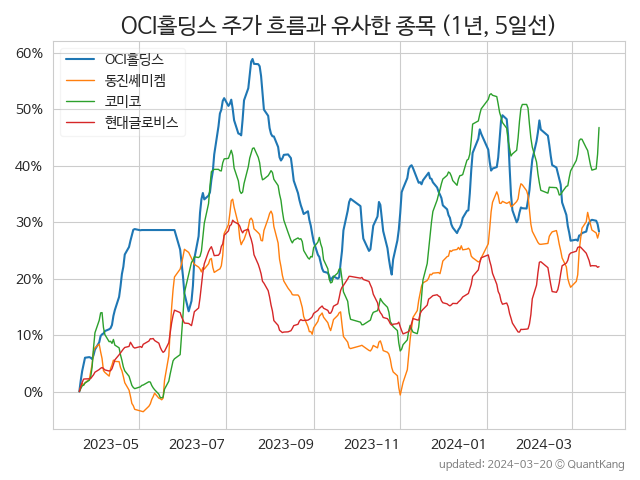 OCI홀딩스 주가 흐름과 유사한 종목 (1년, 5일선)
60%
50%
40%
30%
20%
10%
0%
OCI홀딩스
동진쎄미켐
코미코
현대글로비스
2023-05
2023-07
2023-09
2023-11
2024-01
2024-03
updated: 2024-03-20 © QuantKang